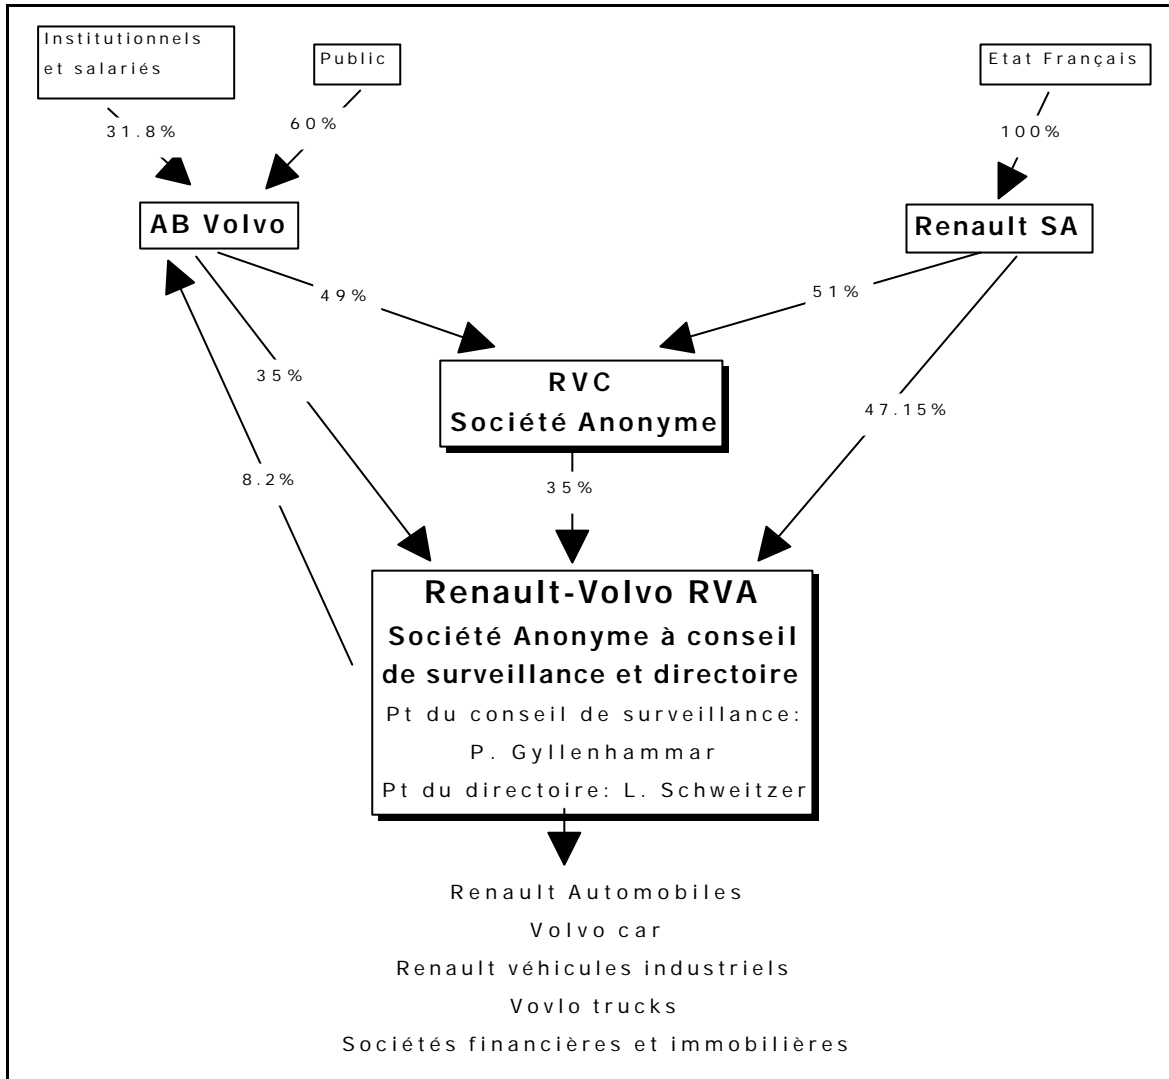 Institutionnels
et salariés
Public
Etat Français
31.8%
60%
100%
AB Volvo
Renault SA
49%
51%
35%
47.15%
RVC
Société Anonyme
8.2%
35%
Renault-Volvo RVA
Société Anonyme à conseil
de surveillance et directoire
Pt du conseil de surveillance:
P. Gyllenhammar
Pt du directoire: L. Schweitzer
Renault Automobiles
Volvo car
Renault véhicules industriels
Vovlo trucks
Sociétés financières et immobilières